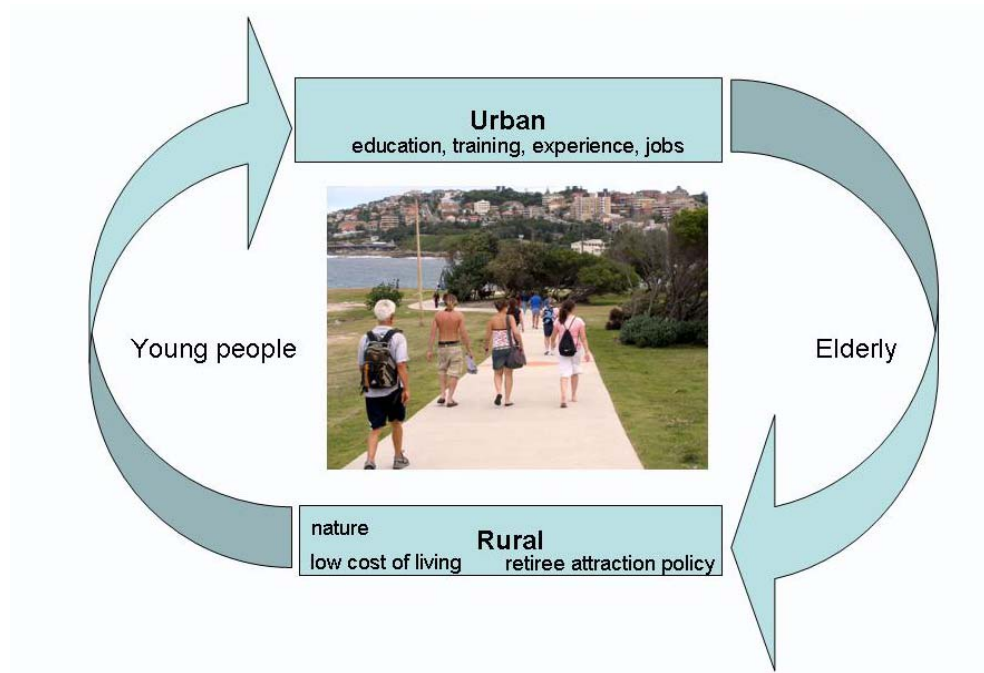 Urban
education, training, experience, jobs
Young people
Elderly
nature
Rural
low cost of living
retiree attraction policy